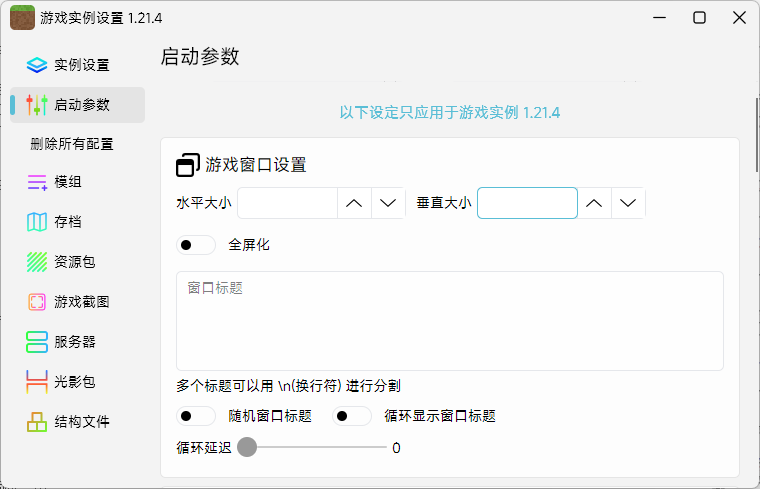 游戏实例设置 1.21.4
实例设置
启动参数
删除所有配置
模组
存档
资源包
游戏截图
服务器
光影包
结构文件
启动参数
以下设定只应用于游戏实例 1.21.4
游戏窗口设置
水平大小 垂直大小
全屏化
窗口标题
多个标题可以用 \n(换行符) 进行分割
随机窗口标题 循环显示窗口标题
循环延迟 0